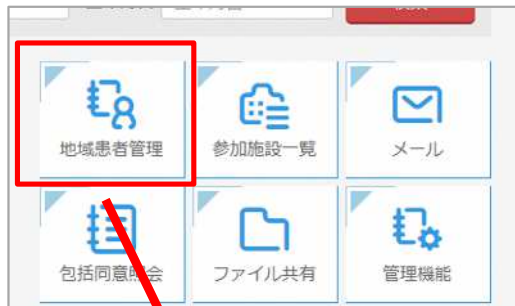 地域患者管理
参加施設一覧
メール
包括同意照会
ファイル共有
管理機能